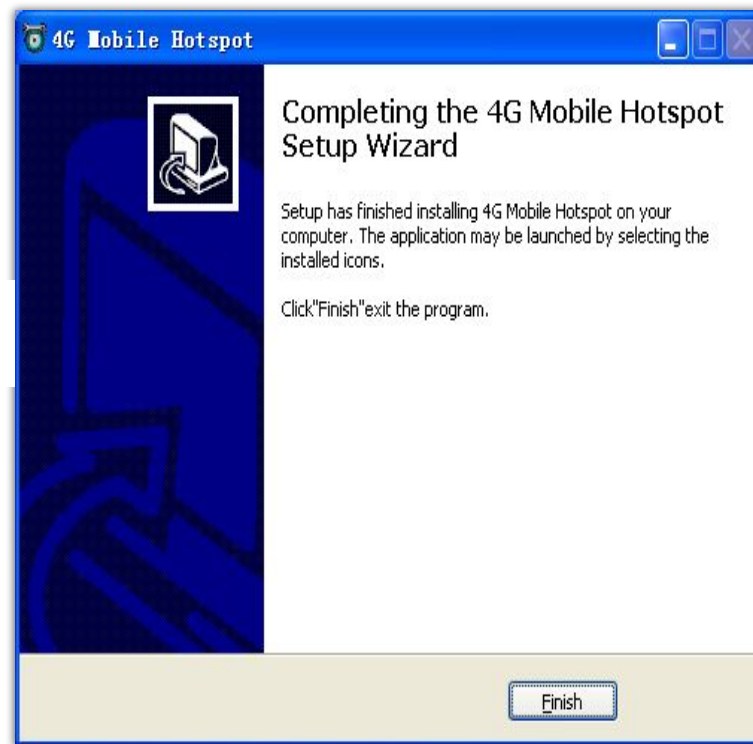 4G Mobile Hotspot
Completing the 4G Mobile Hotspot
Setup Wizard
Setup has finished installing 4G Mobile Hotspot on your
computer. The application may be launched by selecting the
installed icons.
Click"Finish"exit the program.
Finish